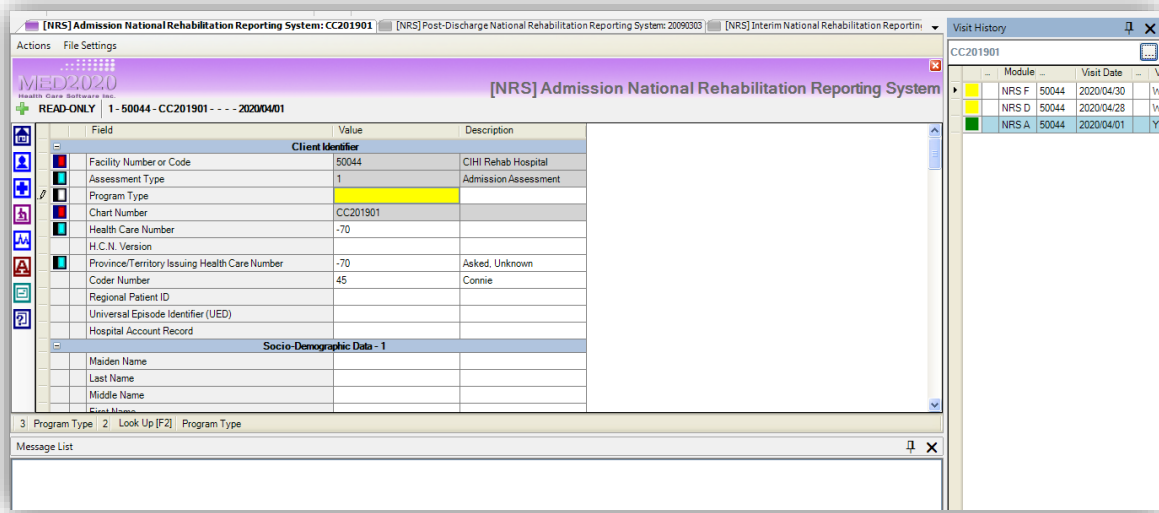 [NRS] Admission National Rehabilitation Reporting System: CC201901 [NRS] Post-Discharge National Rehabilitation Reporting System: 20090303 [NRS] Interim National Rehabilitation Reportin
Visit History
Actions File Settings
CC201901 ...
MED2020
Health Care Software Inc.
[NRS] Admission National Rehabilitation Reporting System
READ-ONLY 1 - 50044 - CC201901 - - - - 2020/04/01
... Module ... Visit Date ... V
NRS F 50044 2020/04/30 W
NRS D 50044 2020/04/28 W
NRS A 50044 2020/04/01 Y
Field Value Description
Client Identifier
Facility Number or Code 50044 CIHI Rehab Hospital
Assessment Type 1 Admission Assessment
Program Type
Chart Number CC201901
Health Care Number -70
H.C.N. Version
Province/Territory Issuing Health Care Number -70 Asked, Unknown
Coder Number 45 Connie
Regional Patient ID
Universal Episode Identifier (UED)
Hospital Account Record
Socio-Demographic Data - 1
Maiden Name
Last Name
Middle Name
First Name
3 Program Type 2 Look Up [F2] Program Type
Message List